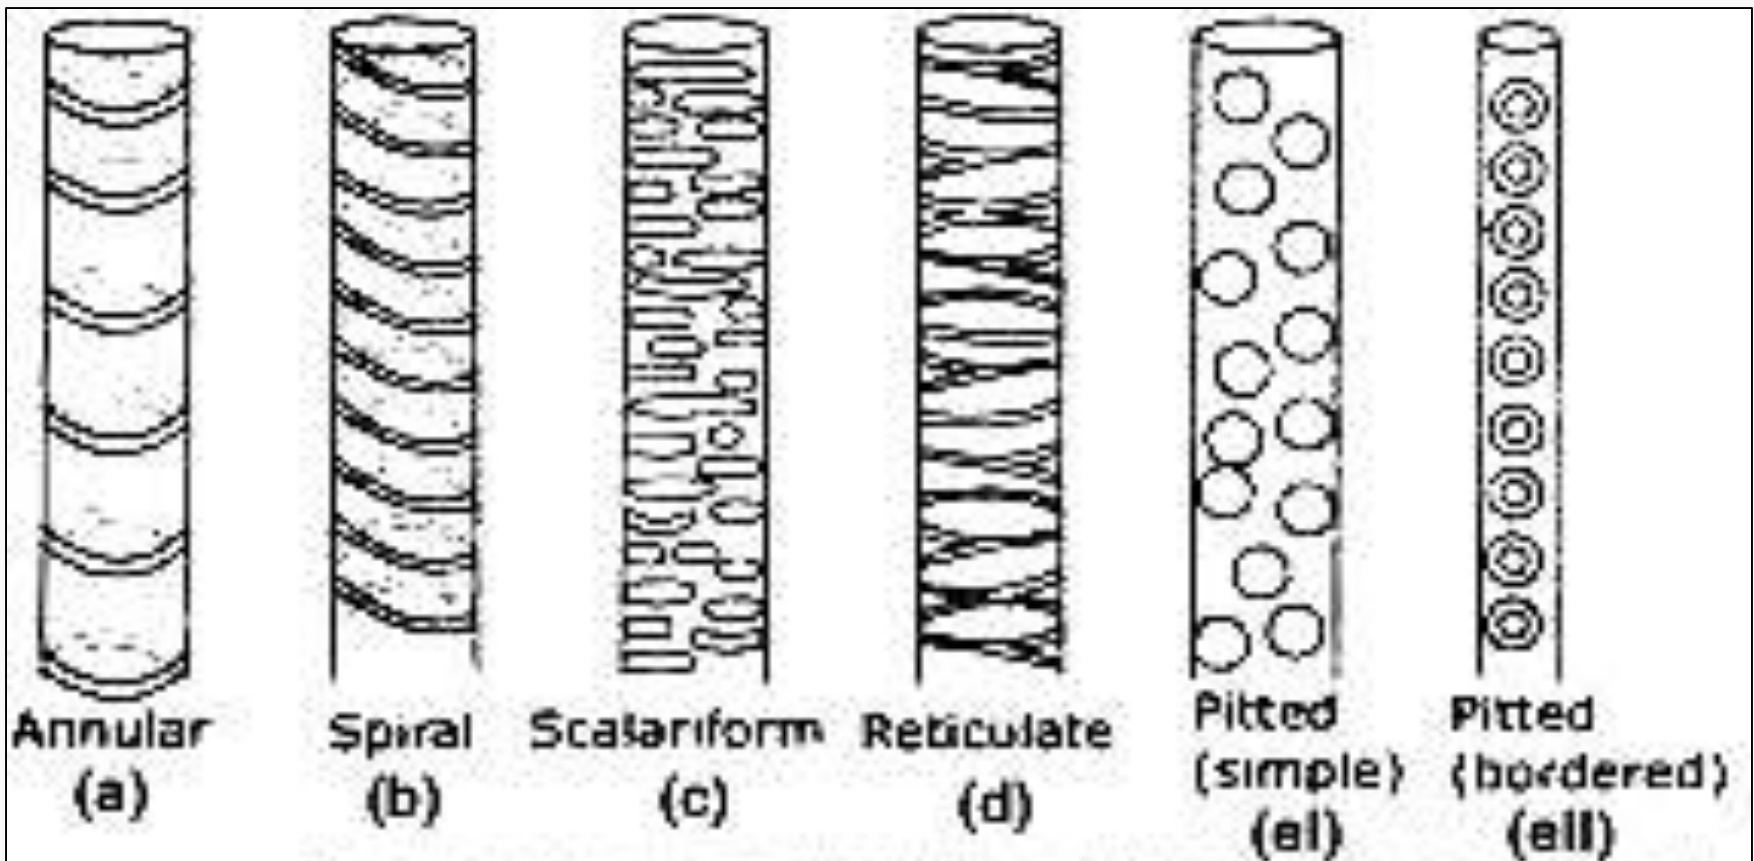 Annular
(a)
Spiral
(b)
Scalariform
(c)
Reticulate
(d)
Pitted
(simple)
(eI)
Pitted
(bordered)
(eII)